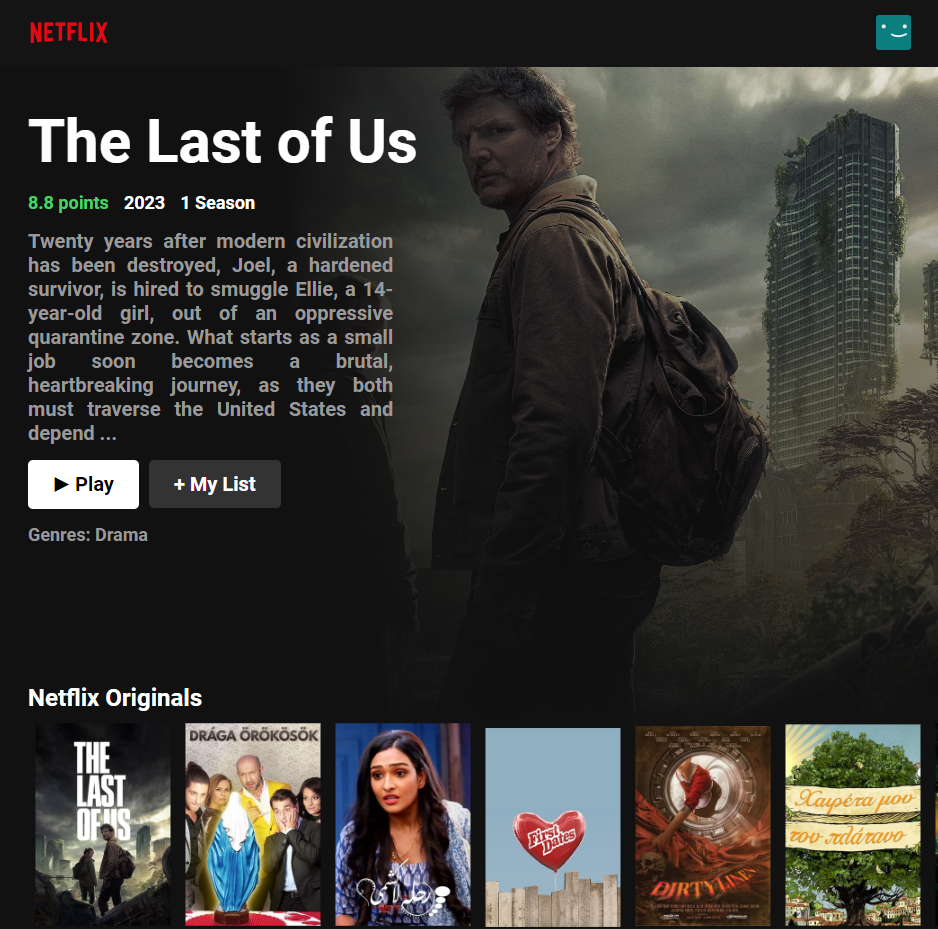 NETFLIX
The Last of Us
8.8 points 2023 1 Season
Twenty years after modern civilization
has been destroyed, Joel, a hardened
survivor, is hired to smuggle Ellie, a 14-
year-old girl, out of an oppressive
quarantine zone. What starts as a small
job soon becomes a brutal,
heartbreaking journey, as they both
must traverse the United States and
depend ...
▶ Play
+ My List
Genres: Drama
Netflix Originals
THE
LAST
OF US
DRÁGA ÖRÖKÖSÖK
First
Dates
DIRTY LINEN
Χαιρέτα μου
τον πλάτανο